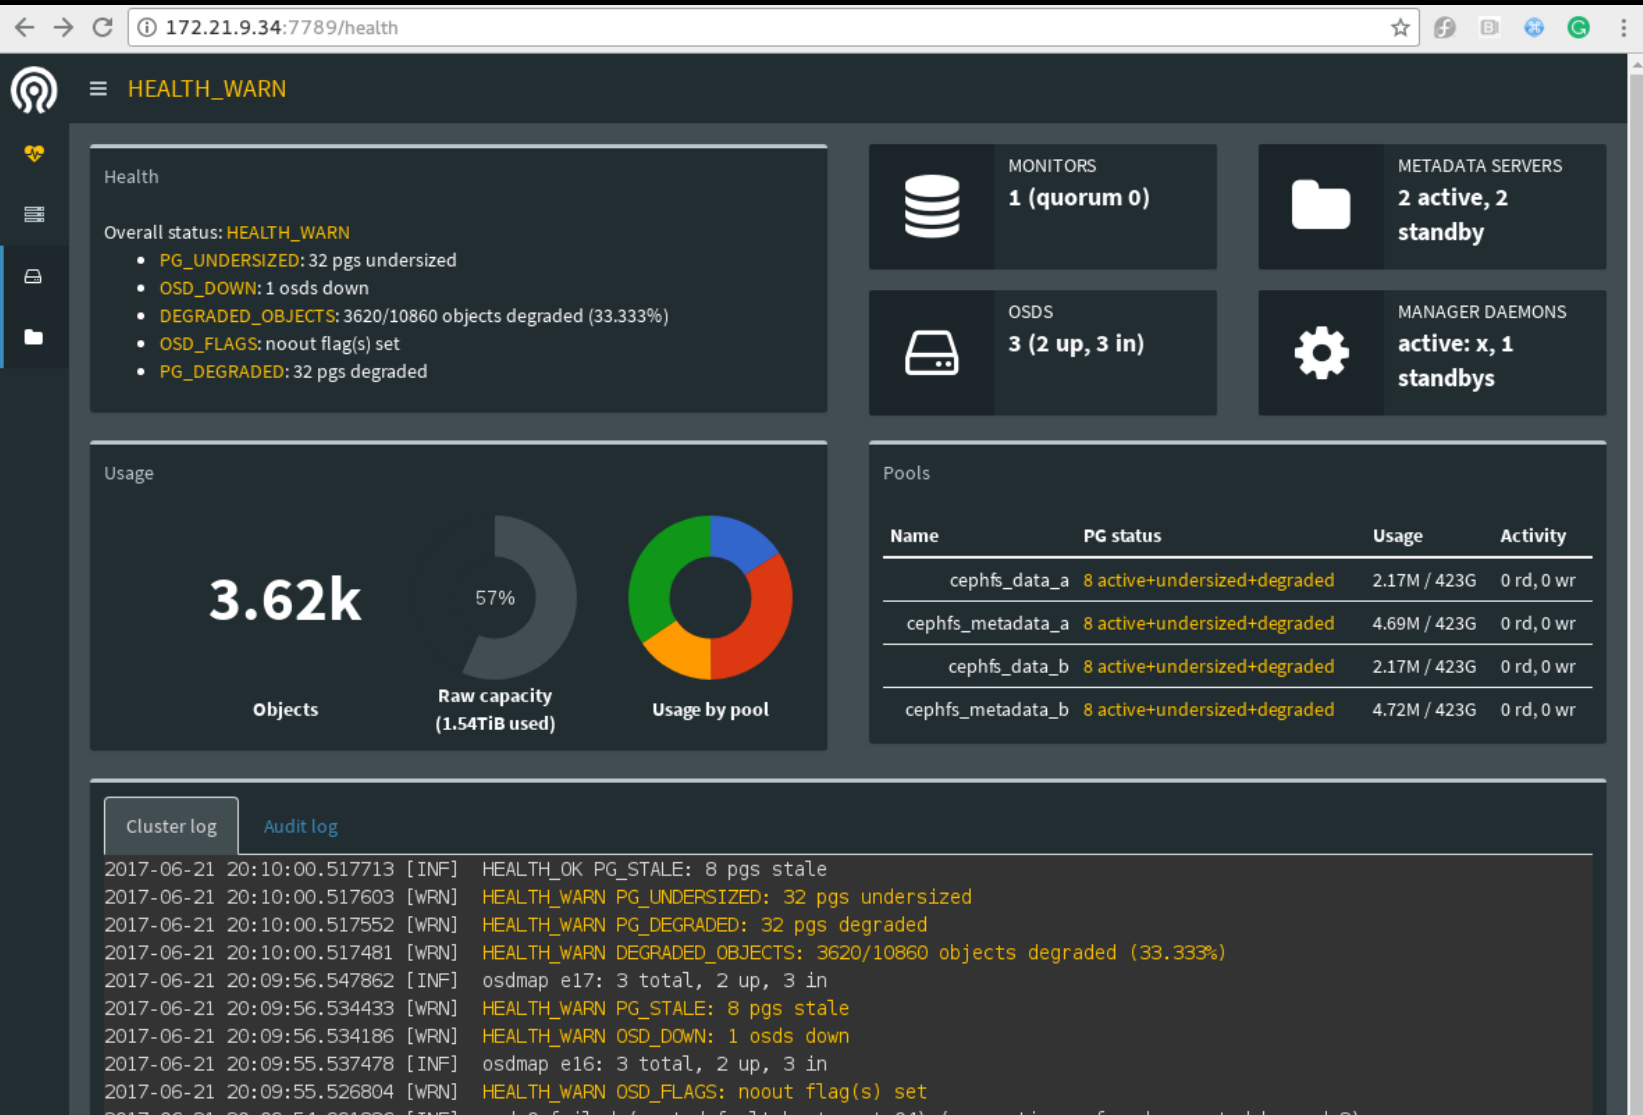 172.21.9.34:7789/health
HEALTH_WARN
Health
Overall status: HEALTH_WARN
• PG_UNDERSIZED: 32 pgs undersized
• OSD_DOWN: 1 osds down
• DEGRADED_OBJECTS: 3620/10860 objects degraded (33.333%)
• OSD_FLAGS: noout flag(s) set
• PG_DEGRADED: 32 pgs degraded
MONITORS
1 (quorum 0)
METADATA SERVERS
2 active, 2
standby
OSDS
3 (2 up, 3 in)
MANAGER DAEMONS
active: x, 1
standbys
Usage
3.62k
Objects
57%
Raw capacity
(1.54TiB used)
Usage by pool
Pools
Name PG status Usage Activity
cephfs_data_a 8 active+undersized+degraded 2.17M / 423G 0 rd, 0 wr
cephfs_metadata_a 8 active+undersized+degraded 4.69M / 423G 0 rd, 0 wr
cephfs_data_b 8 active+undersized+degraded 2.17M / 423G 0 rd, 0 wr
cephfs_metadata_b 8 active+undersized+degraded 4.72M / 423G 0 rd, 0 wr
Cluster log Audit log
2017-06-21 20:10:00.517713 [INF] HEALTH_OK PG_STALE: 8 pgs stale
2017-06-21 20:10:00.517603 [WRN] HEALTH_WARN PG_UNDERSIZED: 32 pgs undersized
2017-06-21 20:10:00.517552 [WRN] HEALTH_WARN PG_DEGRADED: 32 pgs degraded
2017-06-21 20:10:00.517481 [WRN] HEALTH_WARN DEGRADED_OBJECTS: 3620/10860 objects degraded (33.333%)
2017-06-21 20:09:56.547862 [INF] osdmap e17: 3 total, 2 up, 3 in
2017-06-21 20:09:56.534433 [WRN] HEALTH_WARN PG_STALE: 8 pgs stale
2017-06-21 20:09:56.534186 [WRN] HEALTH_WARN OSD_DOWN: 1 osds down
2017-06-21 20:09:55.537478 [INF] osdmap e16: 3 total, 2 up, 3 in
2017-06-21 20:09:55.526804 [WRN] HEALTH_WARN OSD_FLAGS: noout flag(s) set